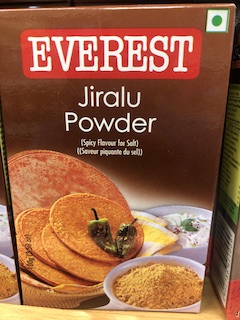 EVEREST
Jiralu
Powder
(Spicy Flavour for Salt)
((Saveur piquante du sel))